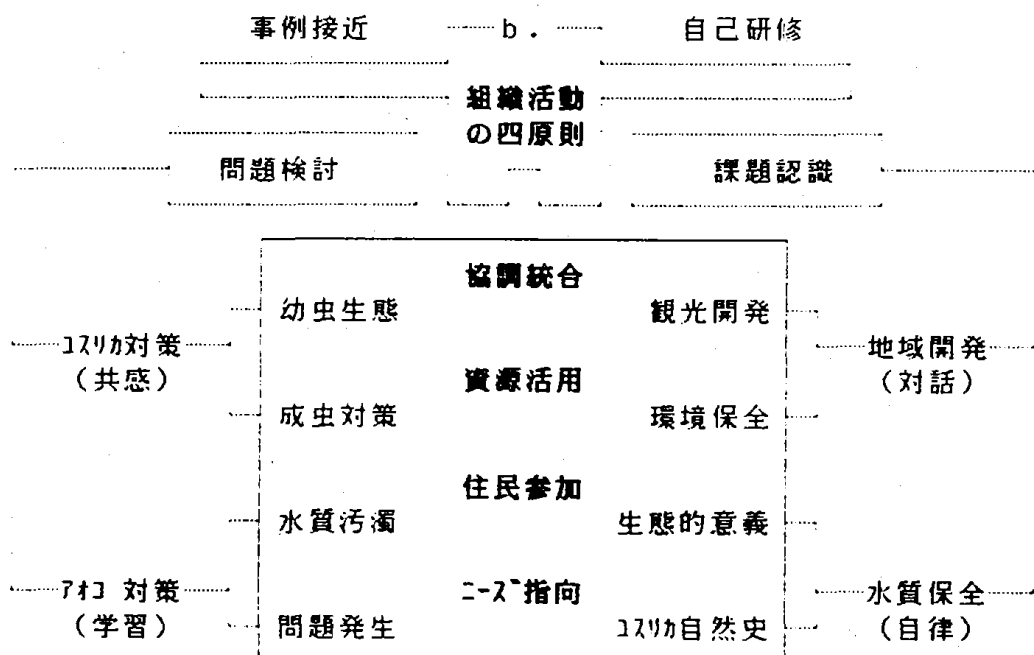 事例接近 b. 自己研修
組織活動
の四原則
問題検討 課題認識
協調統合
幼虫生態 観光開発
ﾕｽﾘｶ対策 地域開発
(共感) (対話)
資源活用
成虫対策 環境保全
住民参加
水質汚濁 生態的意義
ｱｵｺ 対策 ﾆｰｽﾞ指向 水質保全
(学習) (自律)
問題発生 ﾕｽﾘｶ自然史